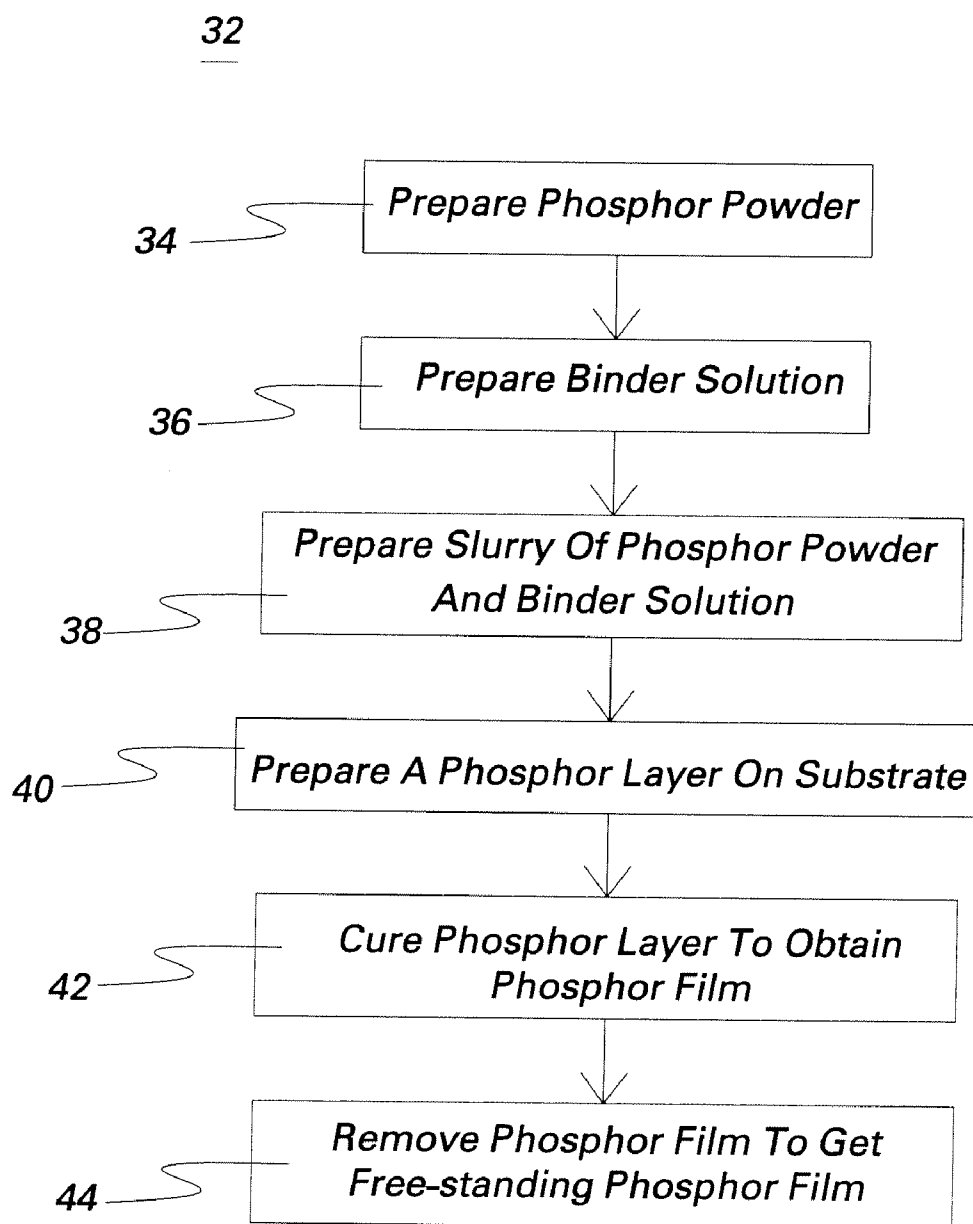 32
Prepare Phosphor Powder
34
Prepare Binder Solution
36
Prepare Slurry Of Phosphor Powder
And Binder Solution
38
Prepare A Phosphor Layer On Substrate
40
Cure Phosphor Layer To Obtain
Phosphor Film
42
Remove Phosphor Film To Get
Free-standing Phosphor Film
44